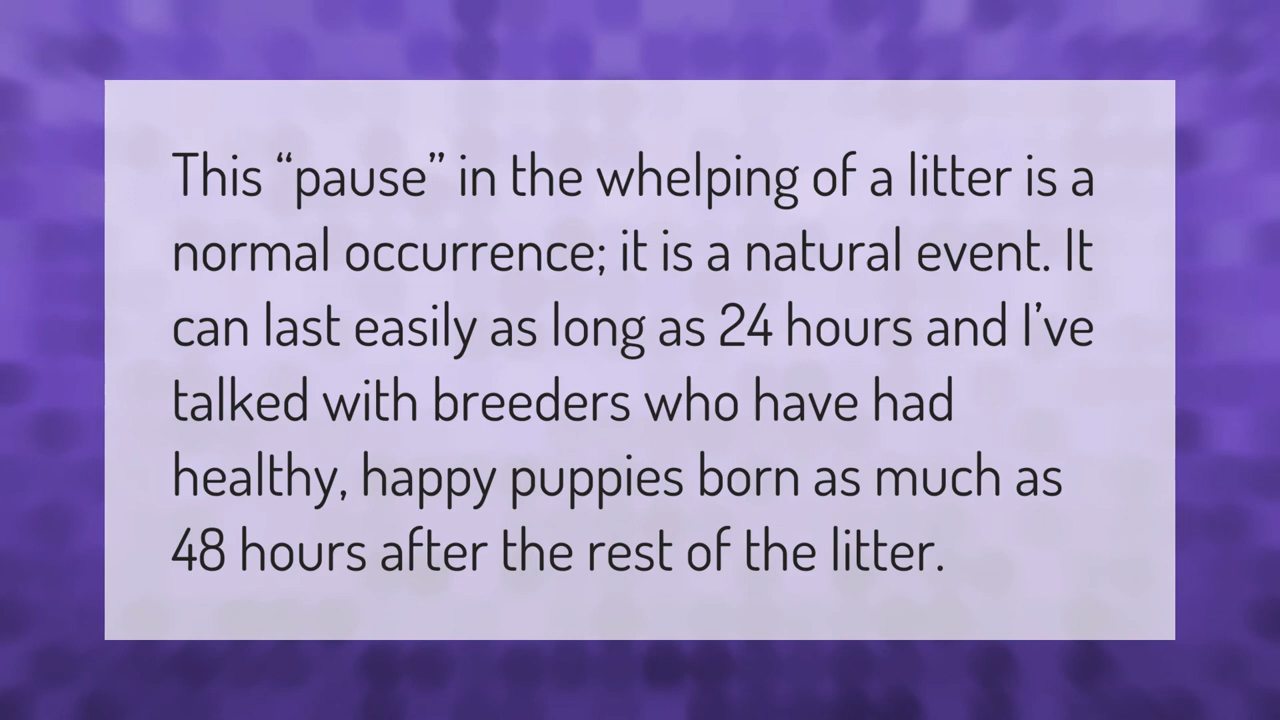 This “pause” in the whelping of a litter is a
normal occurrence; it is a natural event. It
can last easily as long as 24 hours and I’ve
talked with breeders who have had
healthy, happy puppies born as much as
48 hours after the rest of the litter.